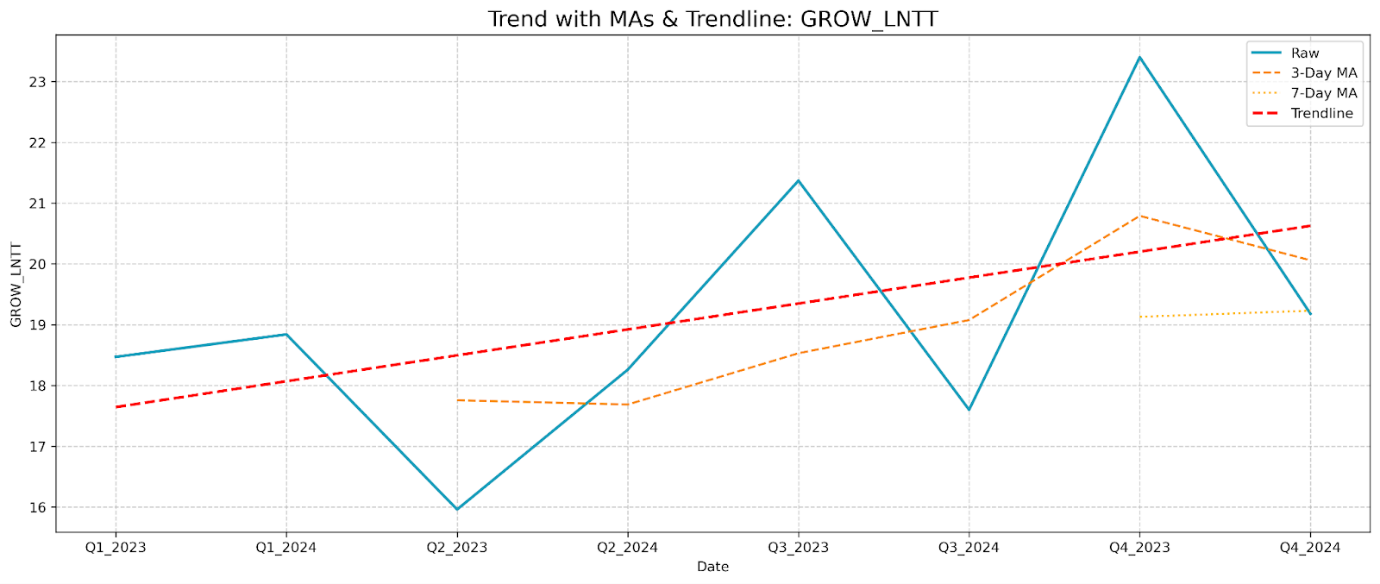 Trend with MAs & Trendline: GROW_LNTT
Raw
3-Day MA
7-Day MA
Trendline
GROW_LNTT
23
22
21
20
19
18
17
16
Q1_2023 Q1_2024 Q2_2023 Q2_2024 Q3_2023 Q3_2024 Q4_2023 Q4_2024
Date